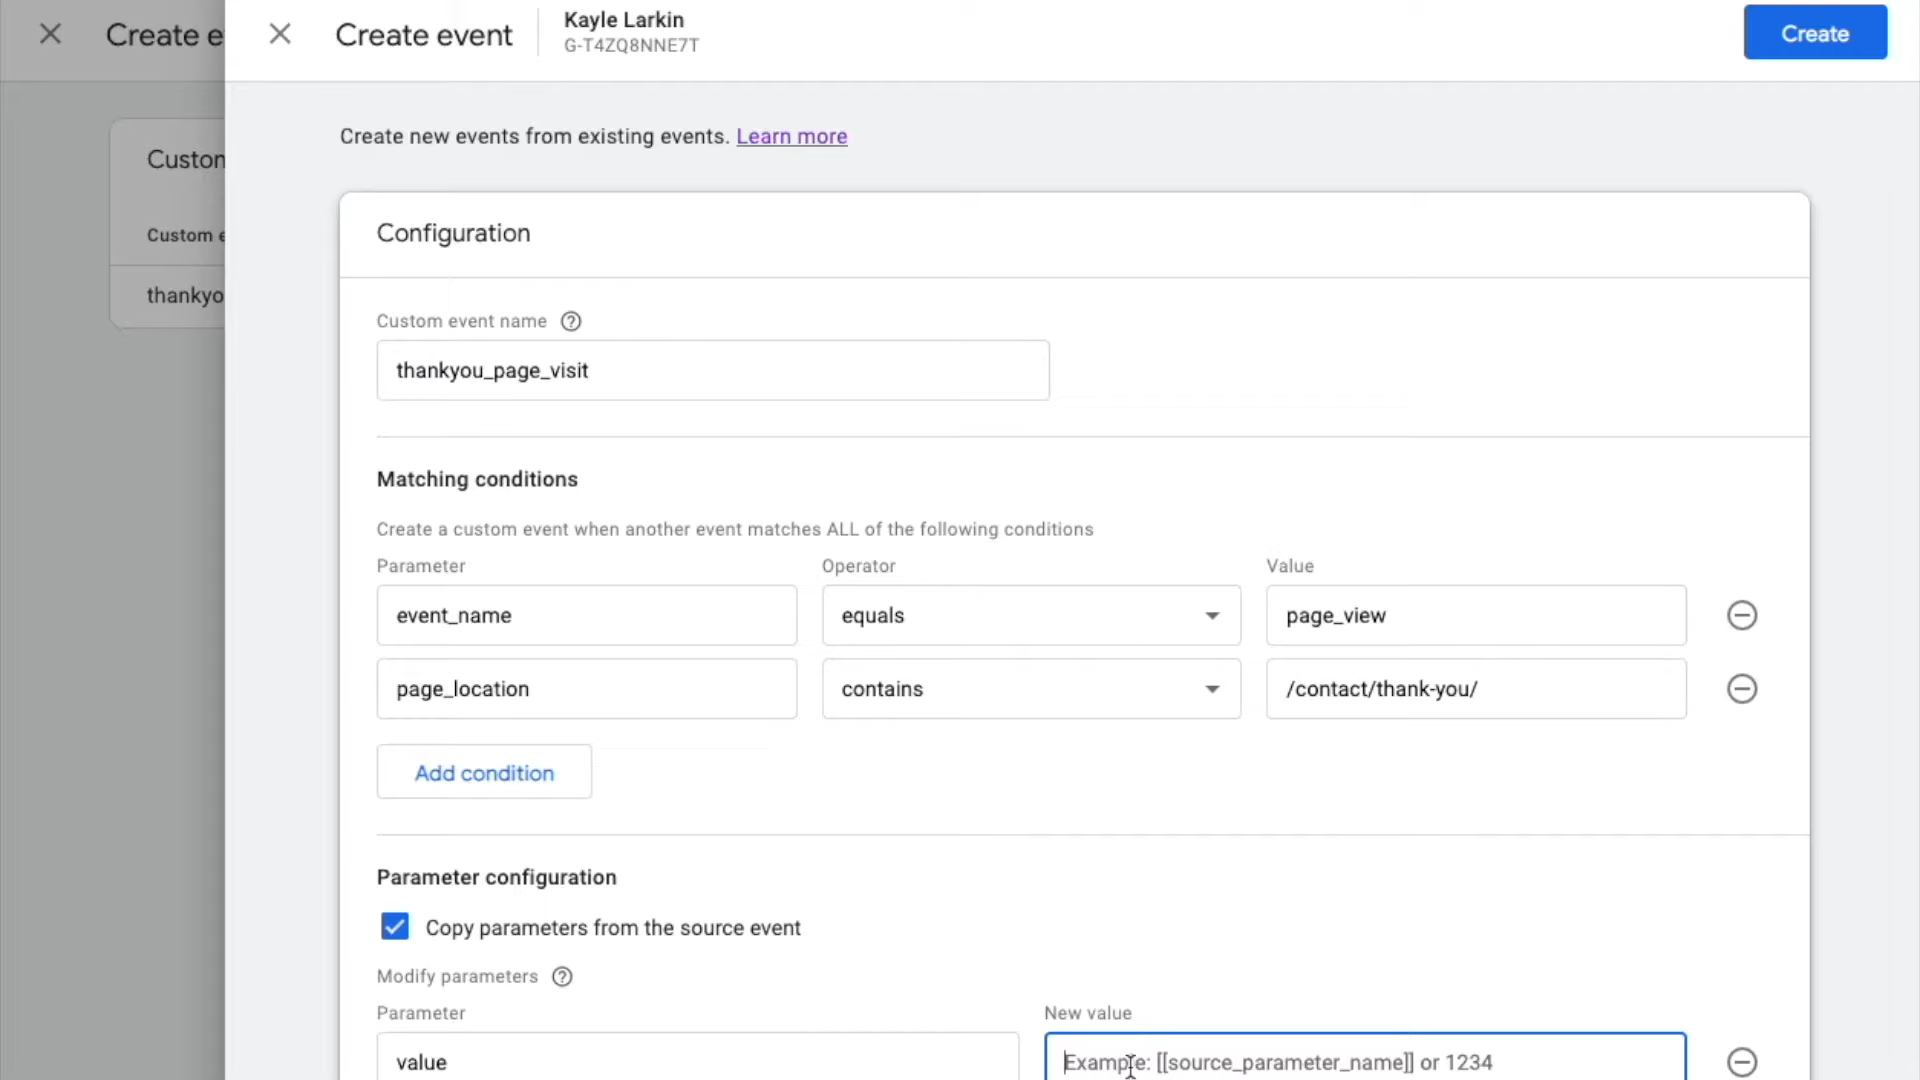 Create e
Create event
Kayle Larkin
G-T4ZQ8NNE7T
Create
Create new events from existing events. Learn more
Custon
Configuration
Custom e
Custom event name
thankyo
thankyou_page_visit
Matching conditions
Create a custom event when another event matches ALL of the following conditions
Parameter Operator Value
event_name equals page_view
page_location contains /contact/thank-you/
Add condition
Parameter configuration
Copy parameters from the source event
Modify parameters
Parameter New value
value Example: [[source_parameter_name]] or 1234